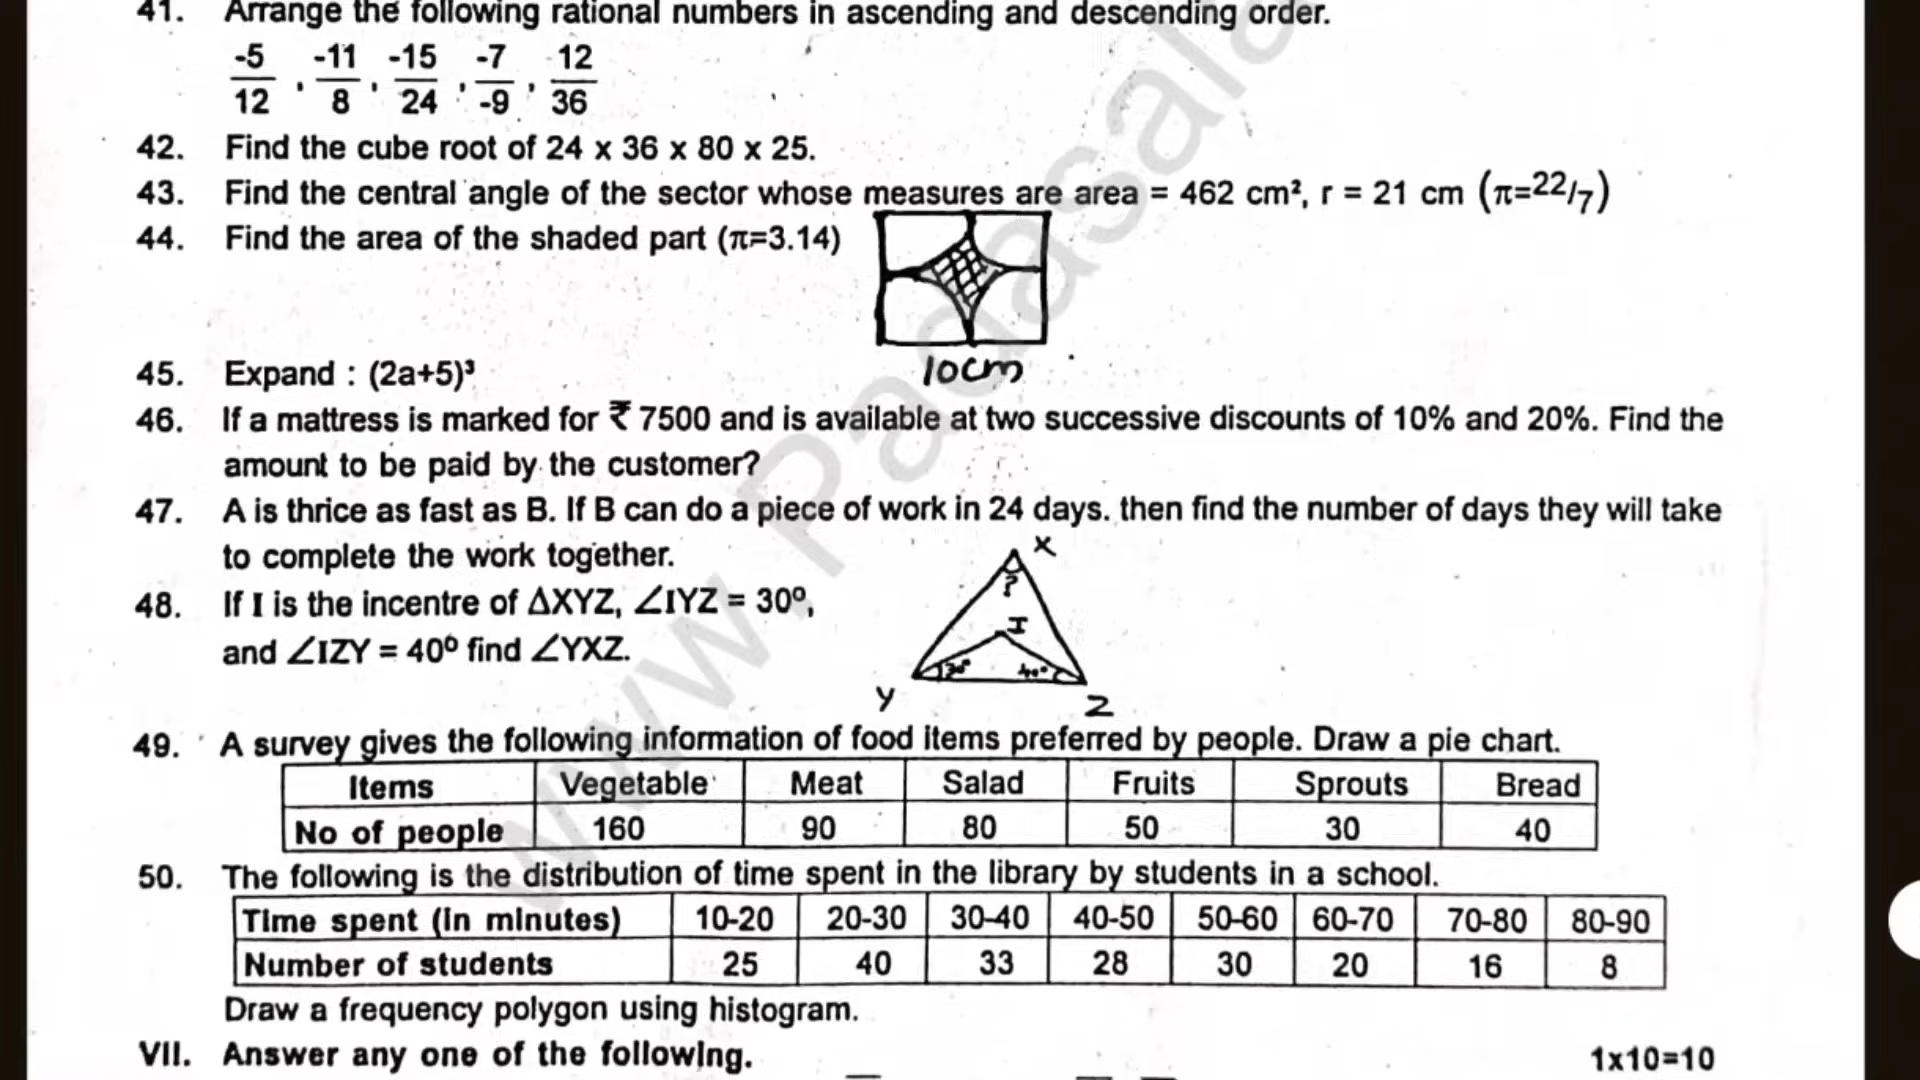 41. Arrange the following rational numbers in ascending and descending order.
-5/12 , -11/8 , -15/24 , -7/-9 , 12/36
42. Find the cube root of 24 x 36 x 80 x 25.
43. Find the central angle of the sector whose measures are area = 462 cm², r = 21 cm (π=22/7)
44. Find the area of the shaded part (π=3.14)
10cm
45. Expand : (2a+5)³
46. If a mattress is marked for ₹ 7500 and is available at two successive discounts of 10% and 20%. Find the
amount to be paid by the customer?
47. A is thrice as fast as B. If B can do a piece of work in 24 days. then find the number of days they will take
to complete the work together.
48. If I is the incentre of ΔXYZ, ∠IYZ = 30º,
and ∠IZY = 40º find ∠YXZ.
X
?
I
30° 40°
Y Z
49. A survey gives the following information of food items preferred by people. Draw a pie chart.
Items Vegetable Meat Salad Fruits Sprouts Bread
No of people 160 90 80 50 30 40
50. The following is the distribution of time spent in the library by students in a school.
Time spent (in minutes) 10-20 20-30 30-40 40-50 50-60 60-70 70-80 80-90
Number of students 25 40 33 28 30 20 16 8
Draw a frequency polygon using histogram.
VII. Answer any one of the following. 1x10=10